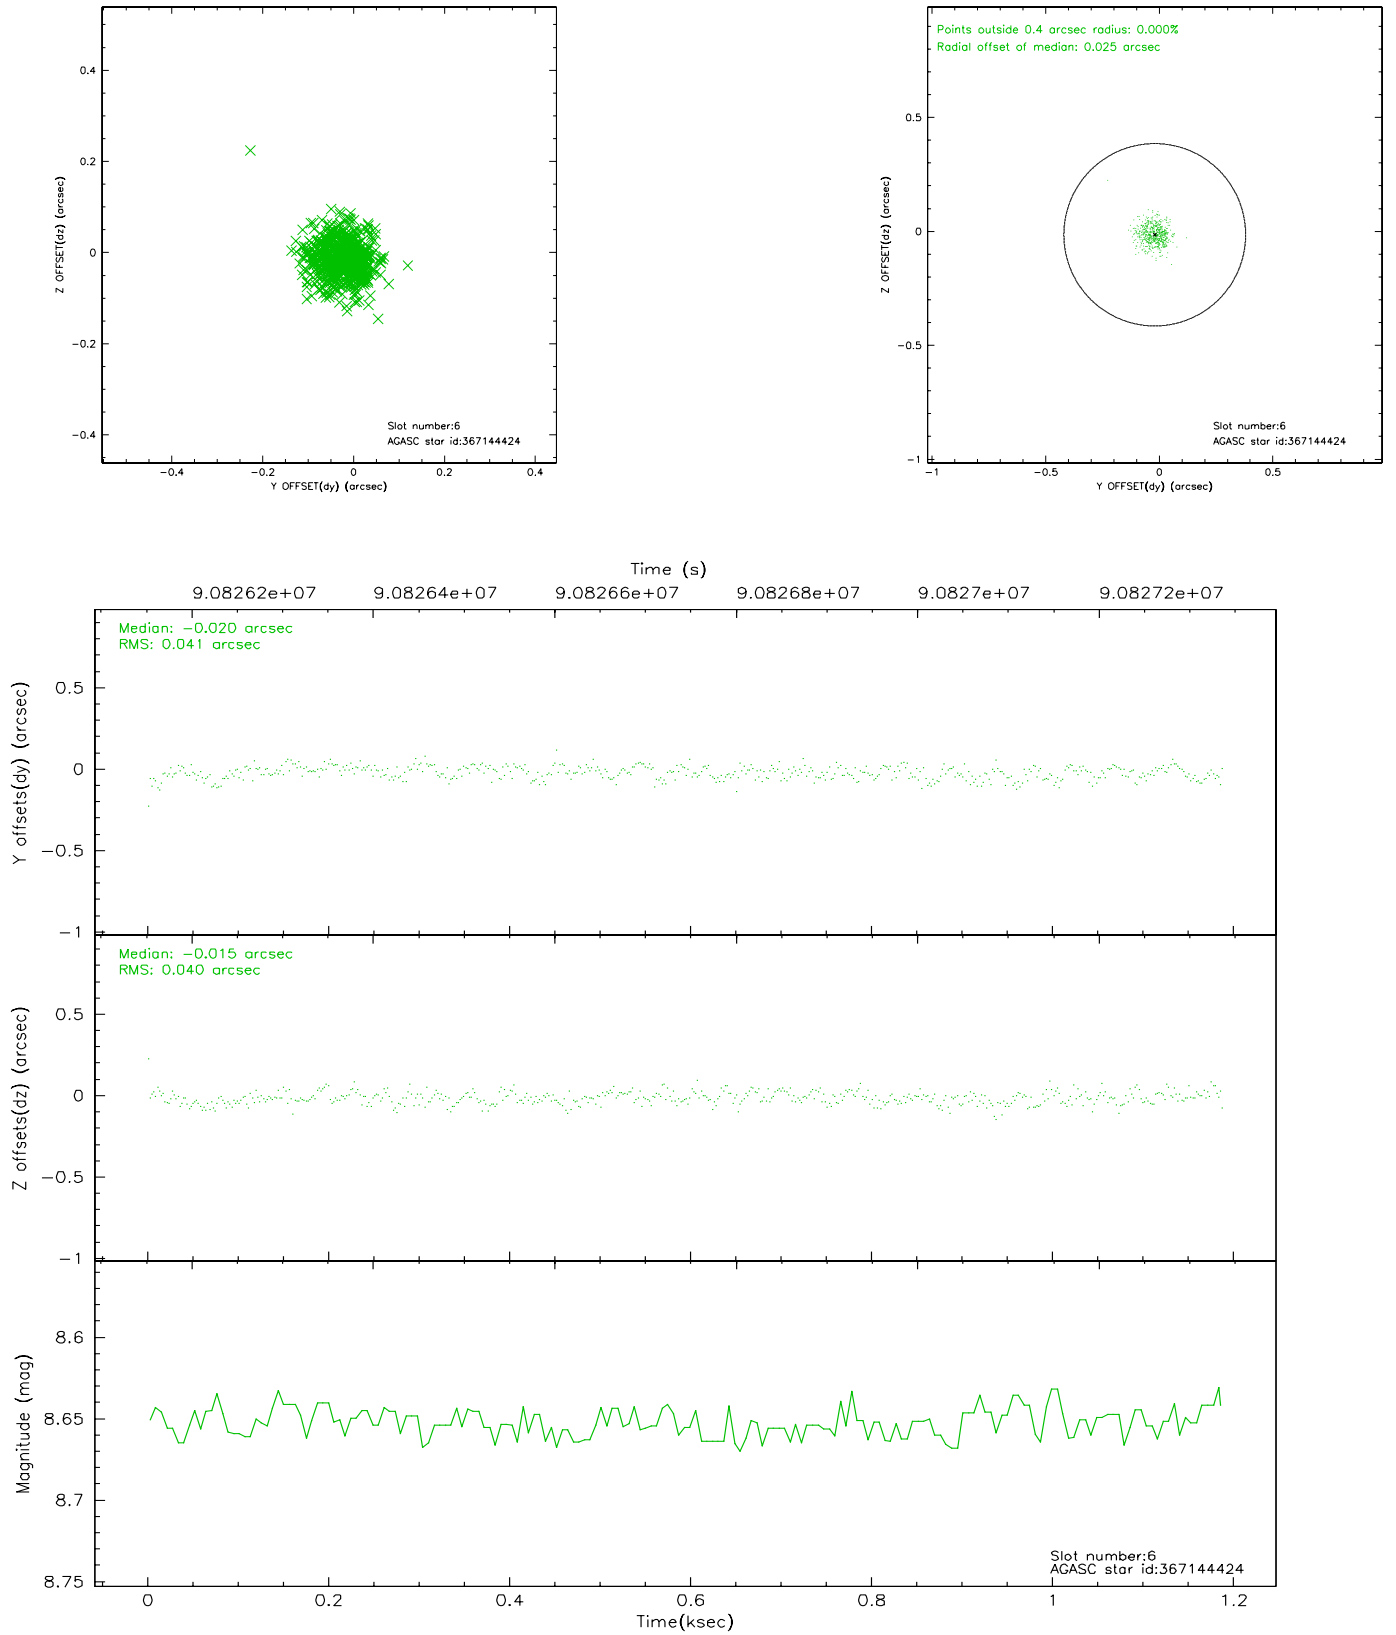 0.4
0.2
0
−0.2
−0.4
Z OFFSET(dz) (arcsec)
Slot number:6
AGASC star id:367144424
−0.4 −0.2 0 0.2 0.4
Y OFFSET(dy) (arcsec)
Points outside 0.4 arcsec radius: 0.000%
Radial offset of median: 0.025 arcsec
0.5
0
−0.5
−1
Z OFFSET(dz) (arcsec)
Slot number:6
AGASC star id:367144424
−1 −0.5 0 0.5
Y OFFSET(dy) (arcsec)
Time (s)
9.08262e+07 9.08264e+07 9.08266e+07 9.08268e+07 9.0827e+07 9.08272e+07
Median: −0.020 arcsec
RMS: 0.041 arcsec
0.5
0
−0.5
−1
Y offsets(dy) (arcsec)
Median: −0.015 arcsec
RMS: 0.040 arcsec
0.5
0
−0.5
−1
Z offsets(dz) (arcsec)
8.6
8.65
8.7
8.75
Magnitude (mag)
Slot number:6
AGASC star id:367144424
0 0.2 0.4 0.6 0.8 1 1.2
Time(ksec)